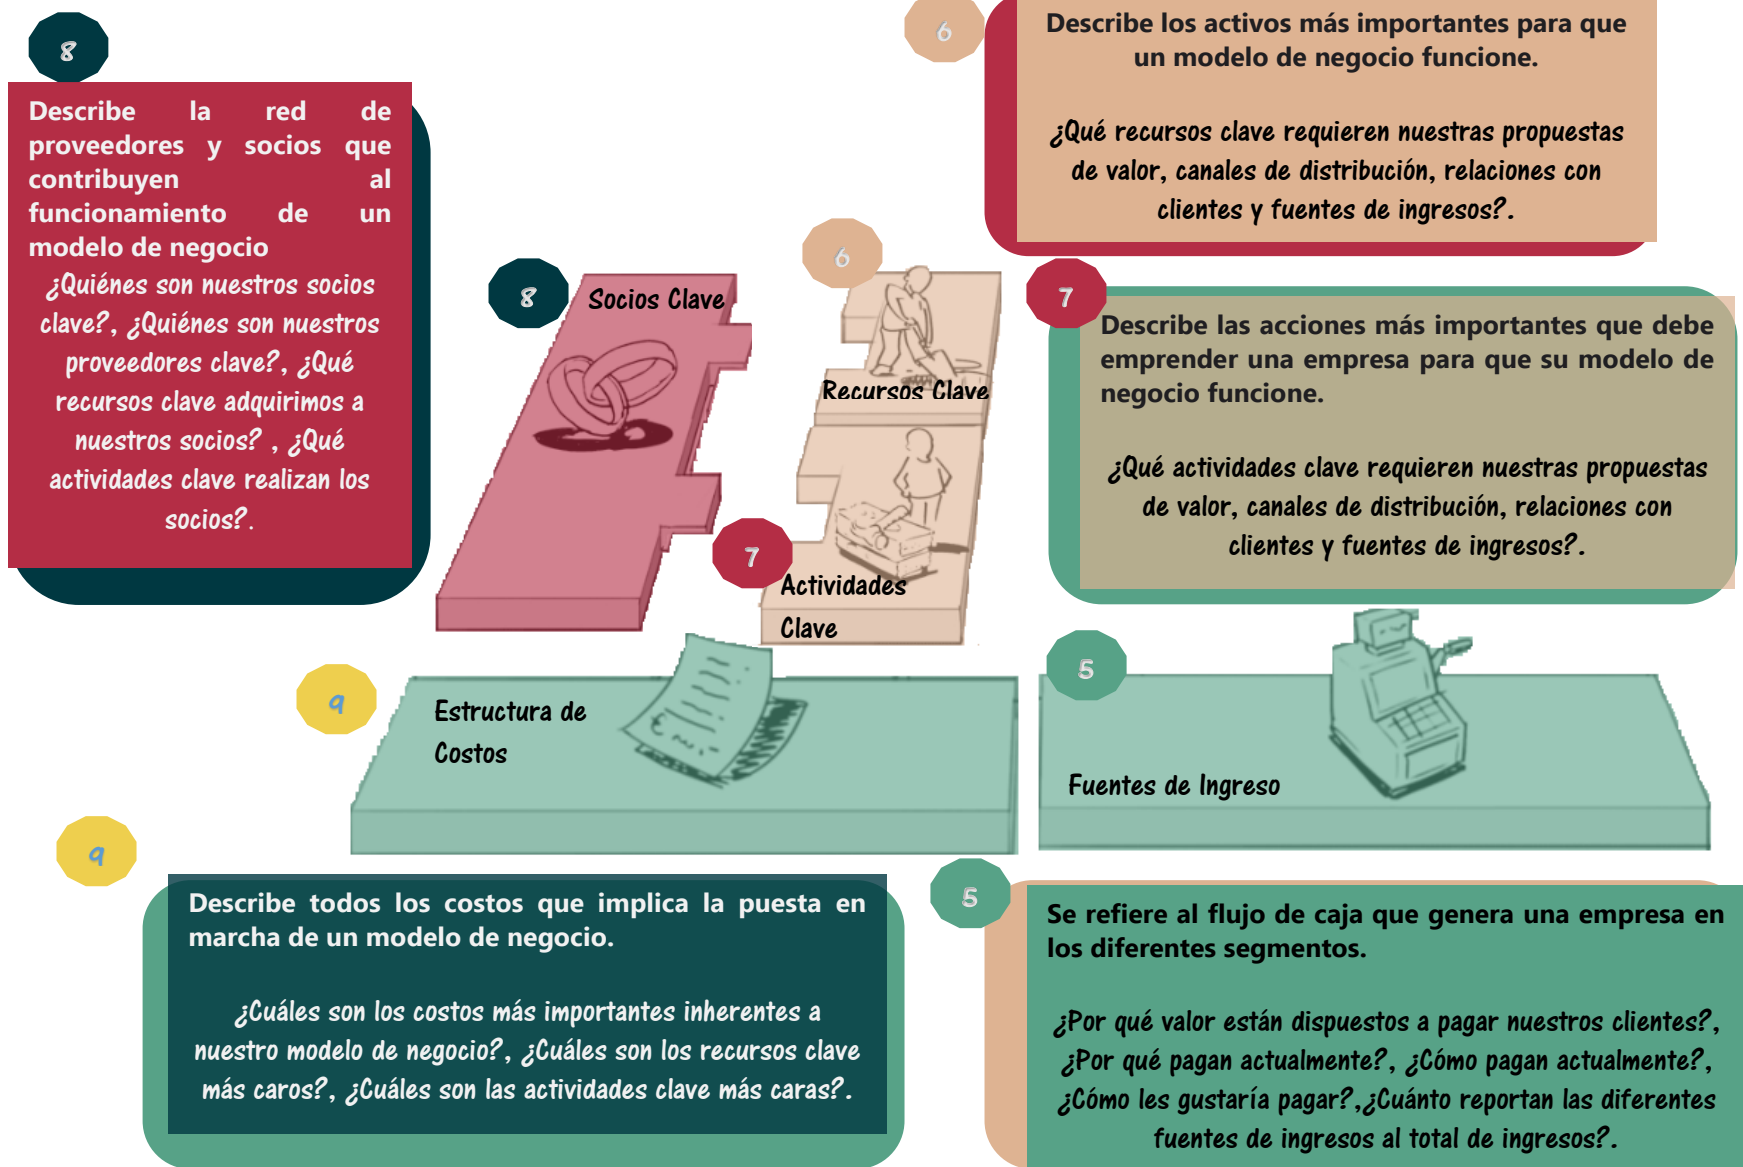 8
Describe la red de
proveedores y socios que
contribuyen al
funcionamiento de un
modelo de negocio
¿Quiénes son nuestros socios
clave?, ¿Quiénes son nuestros
proveedores clave?, ¿Qué
recursos clave adquirimos a
nuestros socios? , ¿Qué
actividades clave realizan los
socios?.
6
Describe los activos más importantes para que
un modelo de negocio funcione.
¿Qué recursos clave requieren nuestras propuestas
de valor, canales de distribución, relaciones con
clientes y fuentes de ingresos?.
8
Socios Clave
6
Recursos Clave
7
Actividades
Clave
7
Describe las acciones más importantes que debe
emprender una empresa para que su modelo de
negocio funcione.
¿Qué actividades clave requieren nuestras propuestas
de valor, canales de distribución, relaciones con
clientes y fuentes de ingresos?.
9
Estructura de
Costos
5
Fuentes de Ingreso
9
Describe todos los costos que implica la puesta en
marcha de un modelo de negocio.
¿Cuáles son los costos más importantes inherentes a
nuestro modelo de negocio?, ¿Cuáles son los recursos clave
más caros?, ¿Cuáles son las actividades clave más caras?.
5
Se refiere al flujo de caja que genera una empresa en
los diferentes segmentos.
¿Por qué valor están dispuestos a pagar nuestros clientes?,
¿Por qué pagan actualmente?, ¿Cómo pagan actualmente?,
¿Cómo les gustaría pagar?,¿Cuánto reportan las diferentes
fuentes de ingresos al total de ingresos?.